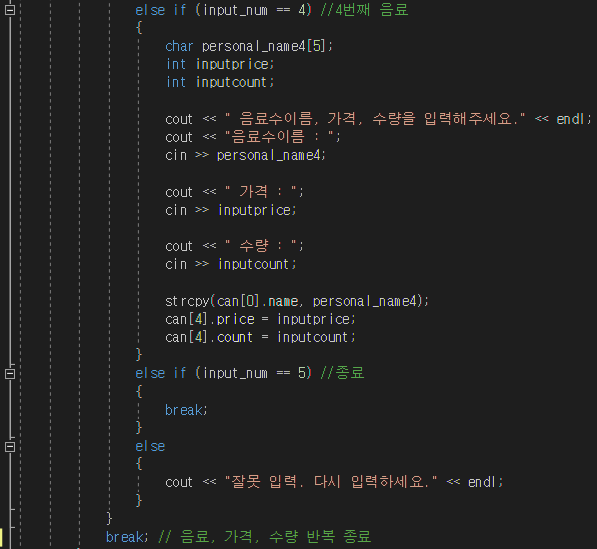 else if (input_num == 4) //4번째 음료
{
char personal_name4[5];
int inputprice;
int inputcount;
cout << " 음료수이름, 가격, 수량을 입력해주세요." << endl;
cout << "음료수이름 : ";
cin >> personal_name4;
cout << " 가격 : ";
cin >> inputprice;
cout << " 수량 : ";
cin >> inputcount;
strcpy(can[0].name, personal_name4);
can[4].price = inputprice;
can[4].count = inputcount;
}
else if (input_num == 5) //종료
{
break;
}
else
{
cout << "잘못 입력. 다시 입력하세요." << endl;
}
}
break; // 음료, 가격, 수량 반복 종료